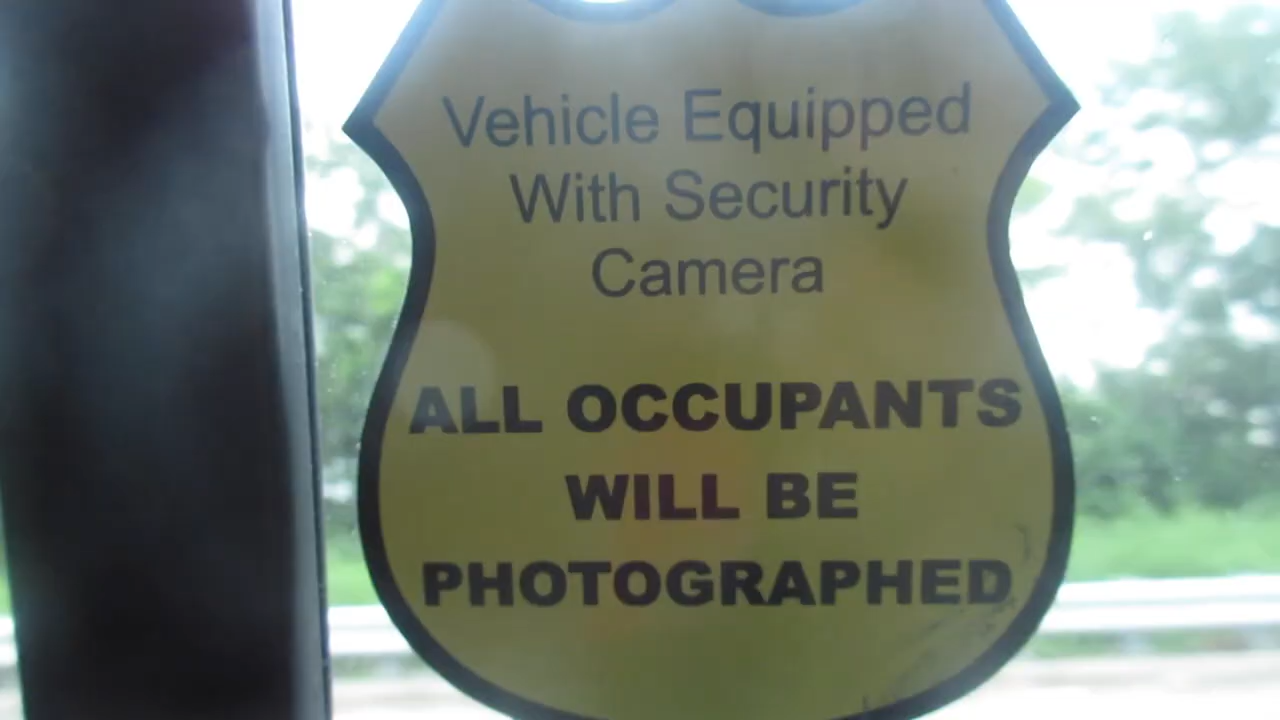 Vehicle Equipped
With Security
Camera
ALL OCCUPANTS
WILL BE
PHOTOGRAPHED